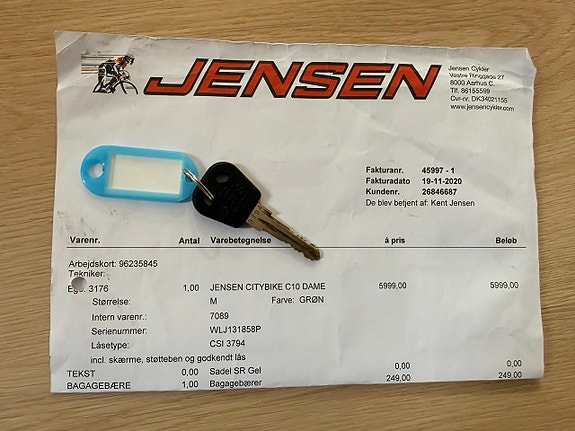 JENSEN
Jensen Cykler
Vestre Ringgade 27
8000 Aarhus C.
Tlf. 86155599
Cvr-nr. DK34021155
www.jensencykler.com
Fakturanr. 45997 - 1
Fakturadato 19-11-2020
Kundenr. 26846687
De blev betjent af: Kent Jensen
Varenr. Antal Varebetegnelse á pris Beløb
Arbejdskort: 96235845
Tekniker:
3176 1,00 JENSEN CITYBIKE C10 DAME 5999,00 5999,00
Størrelse: M Farve: GRØN
Intern varenr.: 7089
Serienummer: WLJ131858P
Låsetype: CSI 3794
incl. skærme, støtteben og godkendt lås
TEKST 0,00 Sadel SR Gel 0,00 0,00
BAGAGEBÆRE 1,00 Bagagebærer 249,00 249,00